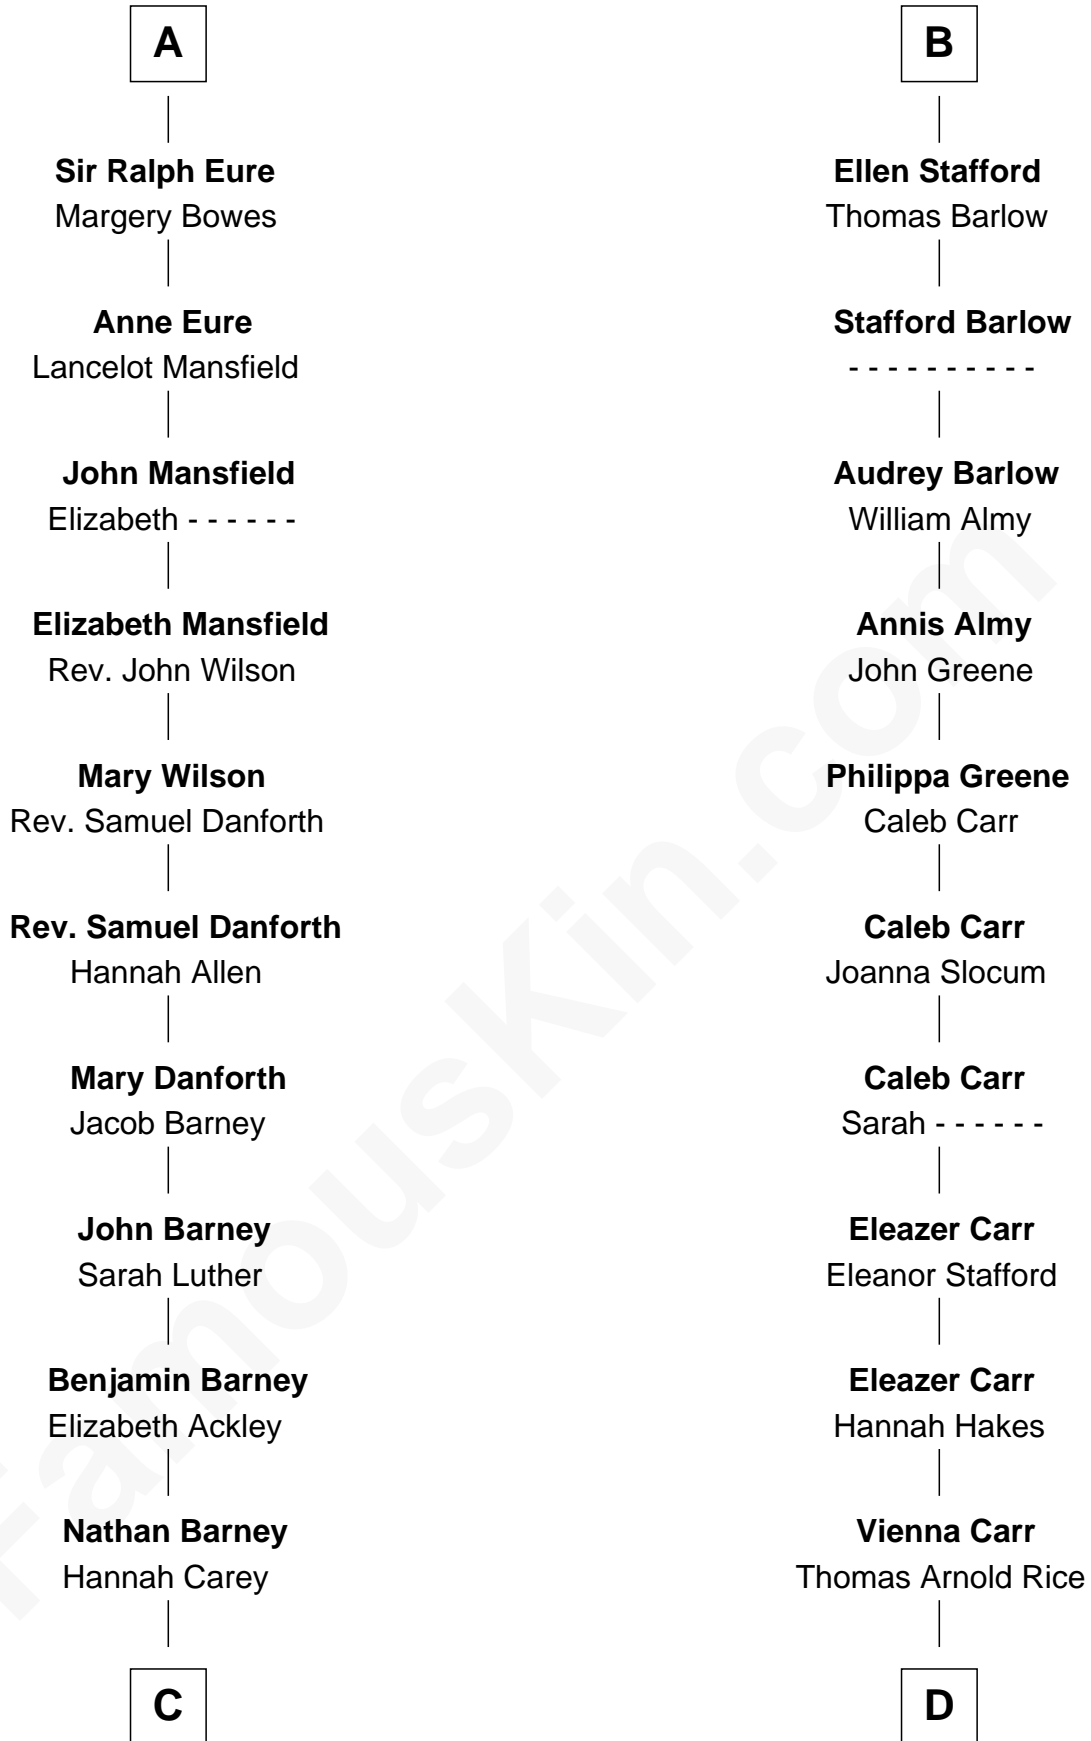 A
Sir Ralph Eure
Margery Bowes
Anne Eure
Lancelot Mansfield
John Mansfield
Elizabeth - - - - - -
Elizabeth Mansfield
Rev. John Wilson
Mary Wilson
Rev. Samuel Danforth
Rev. Samuel Danforth
Hannah Allen
Mary Danforth
Jacob Barney
John Barney
Sarah Luther
Benjamin Barney
Elizabeth Ackley
Nathan Barney
Hannah Carey
C
B
Ellen Stafford
Thomas Barlow
Stafford Barlow
- - - - - - - - - -
Audrey Barlow
William Almy
Annis Almy
John Greene
Philippa Greene
Caleb Carr
Caleb Carr
Joanna Slocum
Caleb Carr
Sarah - - - - - -
Eleazer Carr
Eleanor Stafford
Eleazer Carr
Hannah Hakes
Vienna Carr
Thomas Arnold Rice
D
FamousKin.com